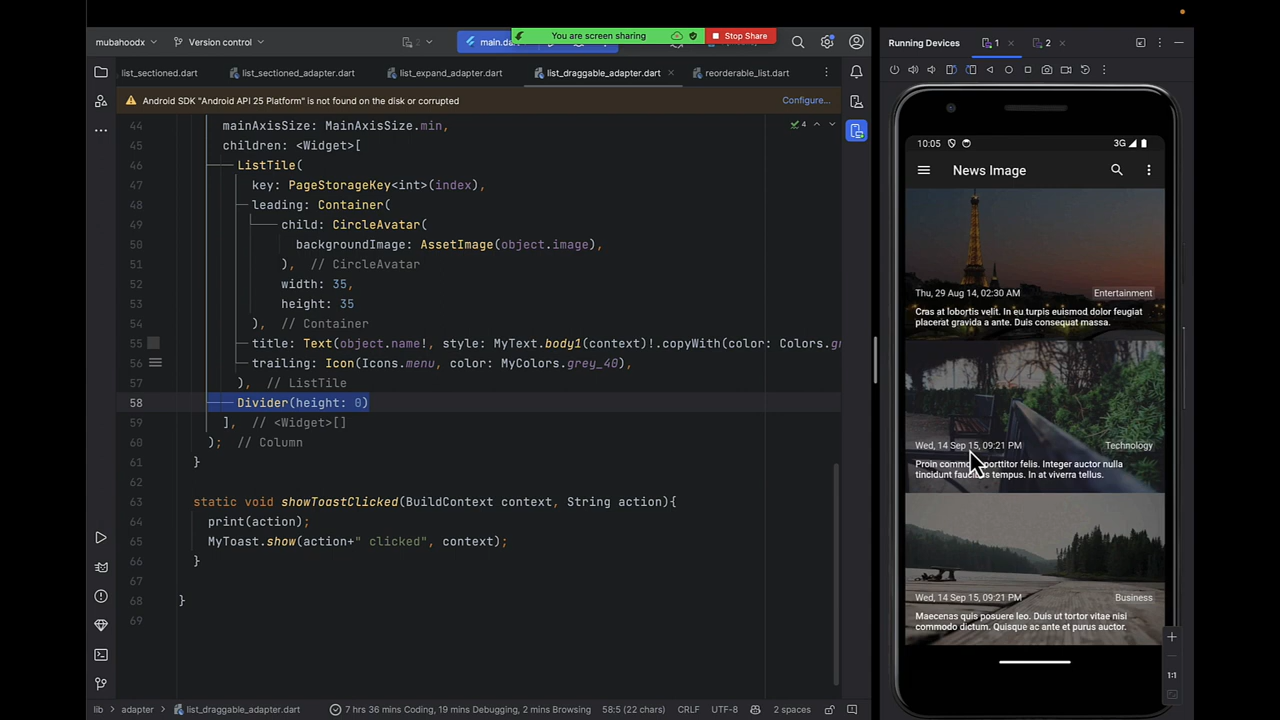 You are screen sharing
Stop Share
mubahoodx
Version control
2
main.da
Running Devices
1
2
list_sectioned.dart
list_sectioned_adapter.dart
list_expand_adapter.dart
list_draggable_adapter.dart
reorderable_list.dart
Android SDK "Android API 25 Platform" is not found on the disk or corrupted
Configure...
4
44 mainAxisSize: MainAxisSize.min,
45 children: <Widget>[
46 ListTile(
47 key: PageStorageKey<int>(index),
48 leading: Container(
49 child: CircleAvatar(
50 backgroundImage: AssetImage(object.image),
51 ), // CircleAvatar
52 width: 35,
53 height: 35
54 ), // Container
55 title: Text(object.name!, style: MyText.body1(context)!.copyWith(color: Colors.gr
56 trailing: Icon(Icons.menu, color: MyColors.grey_40),
57 ), // ListTile
58 Divider(height: 0)
59 ], // <Widget>[]
60 ); // Column
61 }
62
63 static void showToastClicked(BuildContext context, String action){
64 print(action);
65 MyToast.show(action+" clicked", context);
66 }
67
68 }
69
10:05
3G
News Image
Thu, 29 Aug 14, 02:30 AM
Entertainment
Cras at lobortis velit. In eu turpis euismod dolor feugiat
placerat gravida a ante. Duis consequat massa.
Wed, 14 Sep 15, 09:21 PM
Technology
Proin porttitor felis. Integer auctor nulla
tincidunt tempus. In at viverra tellus.
Wed, 14 Sep 15, 09:21 PM
Business
Maecenas quis posuere leo. Duis ut tortor vitae nisi
commodo dictum. Quisque ac ante et purus auctor.
1:1
lib
adapter
list_draggable_adapter.dart
7 hrs 36 mins Coding, 19 mins Debugging, 2 mins Browsing
58:5 (22 chars)
CRLF
UTF-8
2 spaces